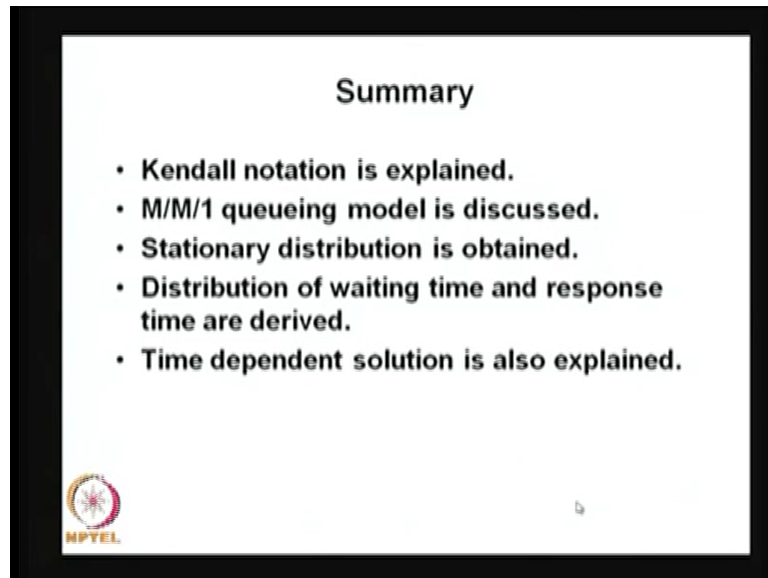 Summary
• Kendall notation is explained.
• M/M/1 queueing model is discussed.
• Stationary distribution is obtained.
• Distribution of waiting time and response
time are derived.
• Time dependent solution is also explained.
NPTEL